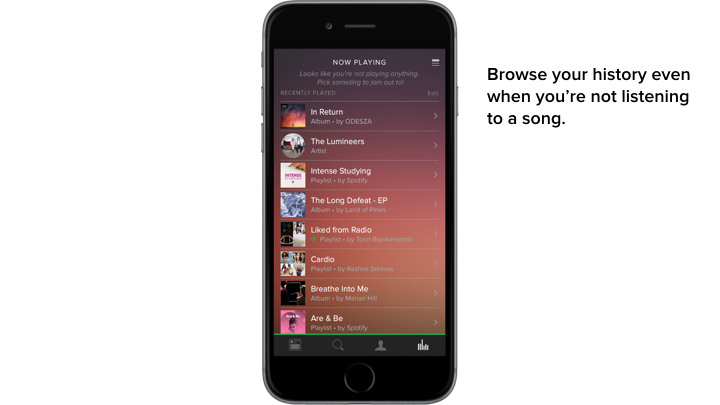 NOW PLAYING
Looks like you're not playing anything.
Pick someting to jam out to!
RECENTLY PLAYED Edit
In Return
Album • by ODESZA
The Lumineers
Artist
Intense Studying
Playlist • by Spotify
The Long Defeat - EP
Album • by Land of Pines
Liked from Radio
Playlist • by Torin Blankensmith
Cardio
Playlist • by Rashmi Srinivas
Breathe Into Me
Album • by Marian Hill
Are & Be
Playlist • by Spotify
Browse your history even
when you're not listening
to a song.